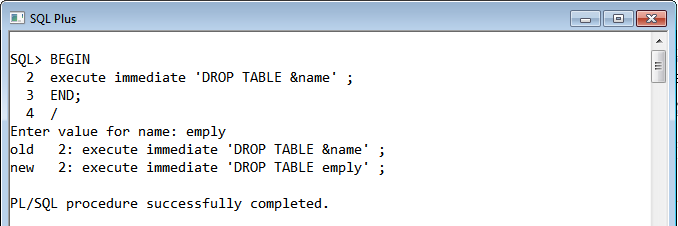 SQL Plus
SQL> BEGIN
2 execute immediate 'DROP TABLE &name' ;
3 END;
4 /
Enter value for name: emply
old 2: execute immediate 'DROP TABLE &name' ;
new 2: execute immediate 'DROP TABLE emply' ;
PL/SQL procedure successfully completed.